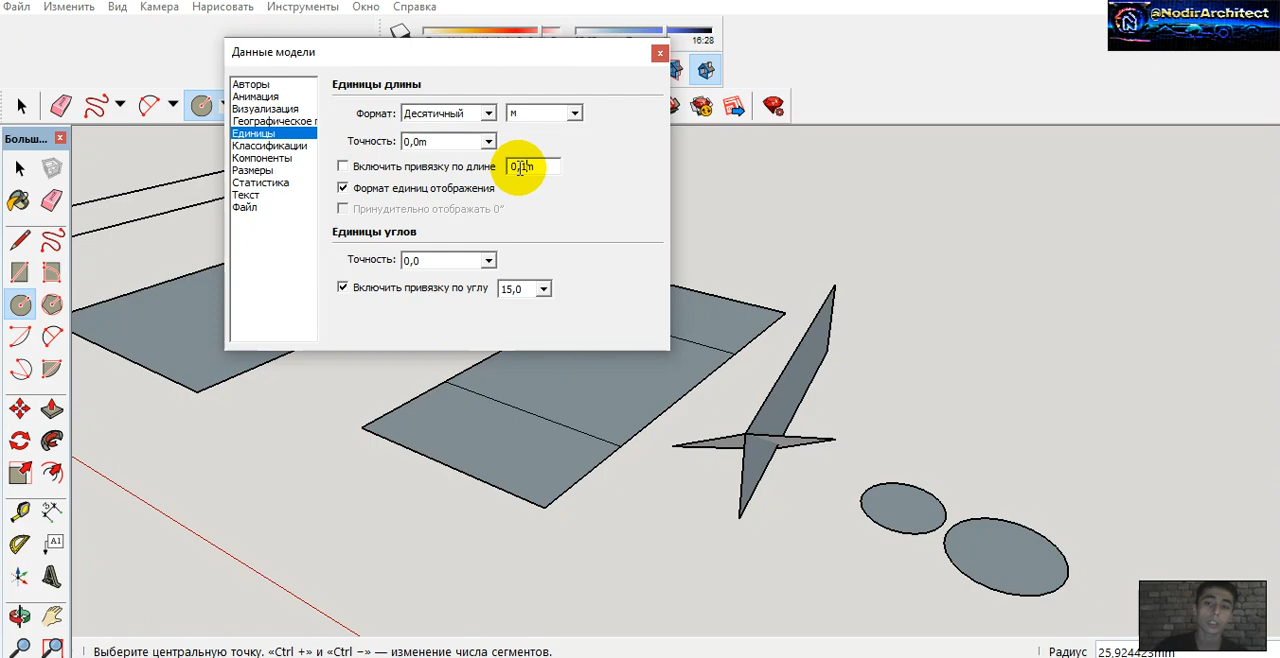 Файл Изменить Вид Камера Нарисовать Инструменты Окно Справка
@NodirArchitect
16:28
Данные модели
Авторы
Анимация
Визуализация
Географическое
Единицы
Классификации
Компоненты
Размеры
Статистика
Текст
Файл
Единицы длины
Формат: Десятичный м
Точность: 0,0m
Включить привязку по длине
Формат единиц отображения
Принудительно отображать 0"
Единицы углов
Точность: 0,0
Включить привязку по углу 15,0
Больш...
A1
Выберите центральную точку. «Ctrl +» и «Ctrl −» — изменение числа сегментов.
Радиус 25,924423mm